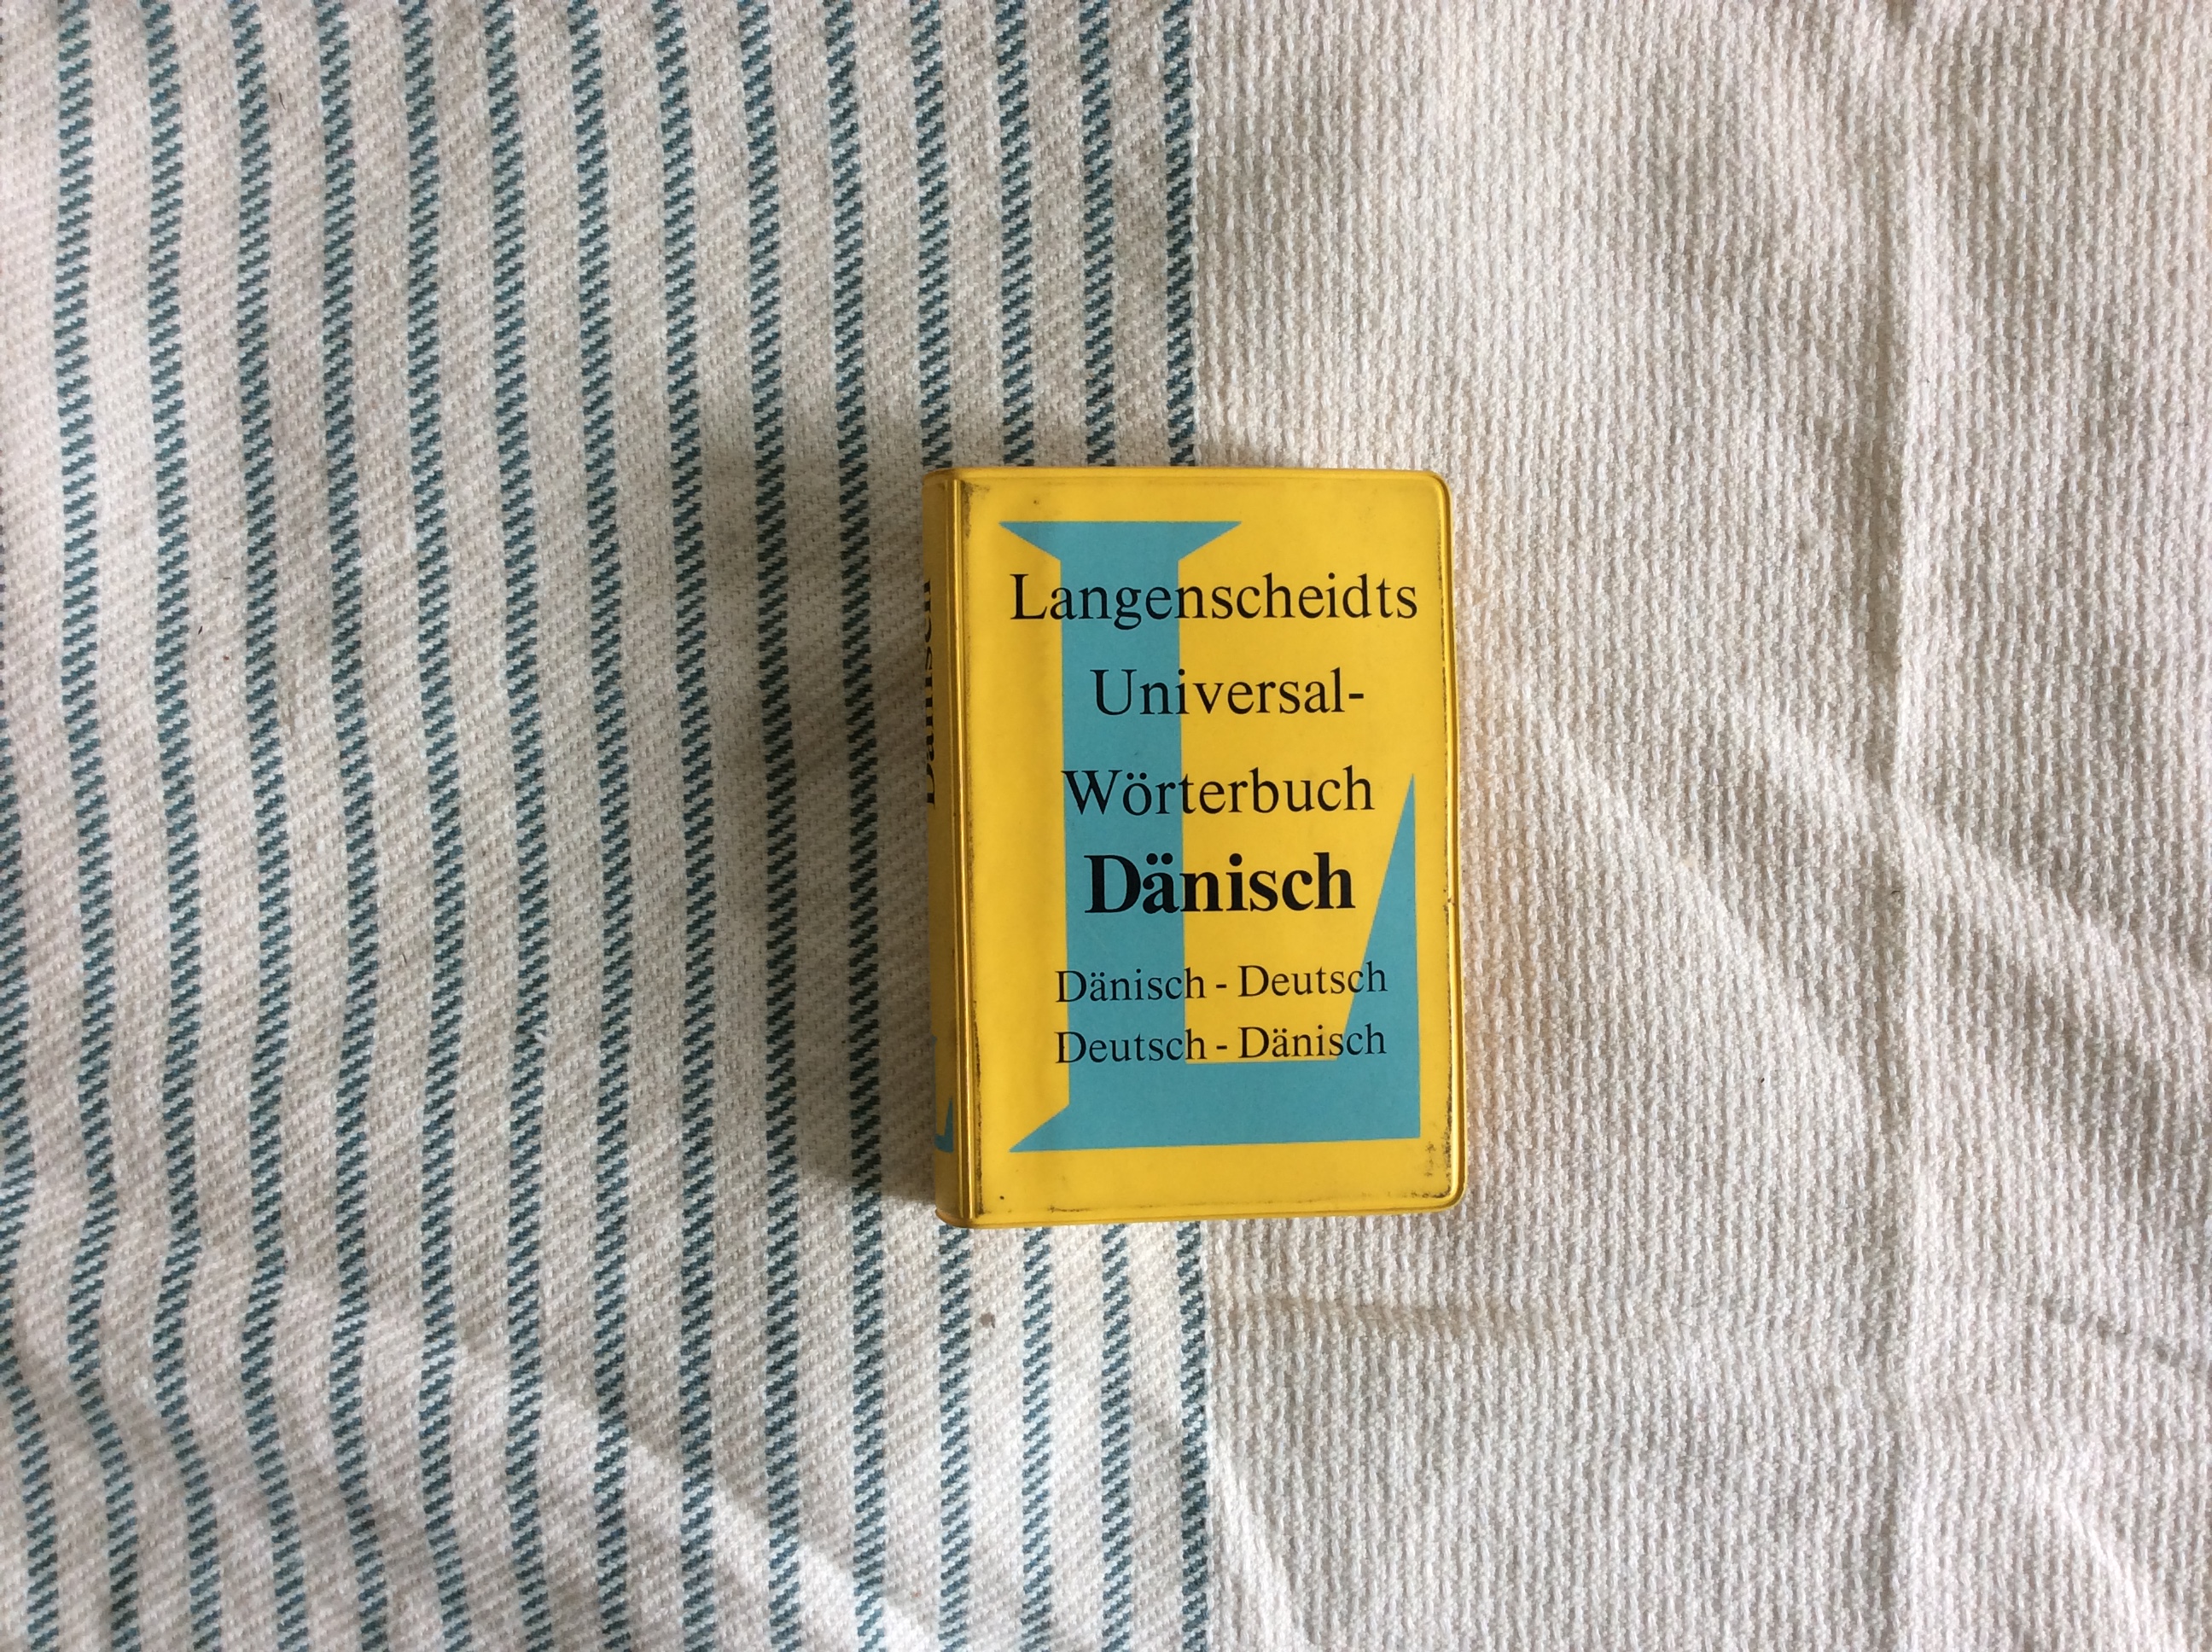 Langenscheidts
Universal-
Wörterbuch
Dänisch
Dänisch - Deutsch
Deutsch - Dänisch
Dänisch
L